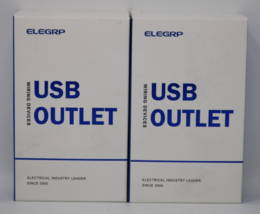 ELEGRP
WIRING DEVICES
USB
OUTLET
ELECTRICAL INDUSTRY LEADER
SINCE 2000
ELEGRP
WIRING DEVICES
USB
OUTLET
ELECTRICAL INDUSTRY LEADER
SINCE 2000